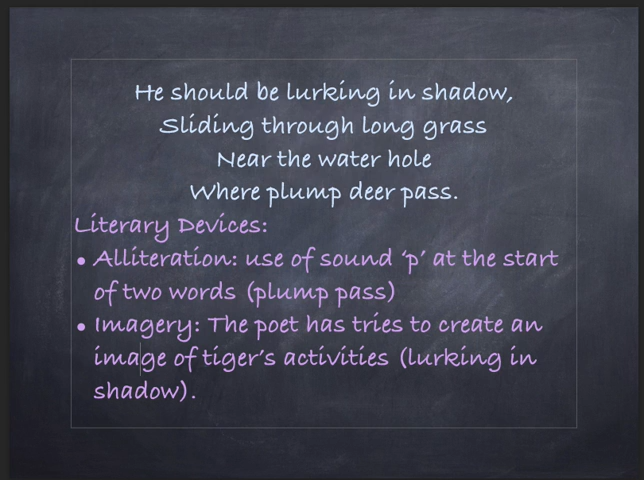 He should be lurking in shadow,
Sliding through long grass
Near the water hole
Where plump deer pass.
Literary Devices:
• Alliteration: use of sound ‘p’ at the start
of two words (plump pass)
• Imagery: The poet has tries to create an
image of tiger’s activities (lurking in
shadow).